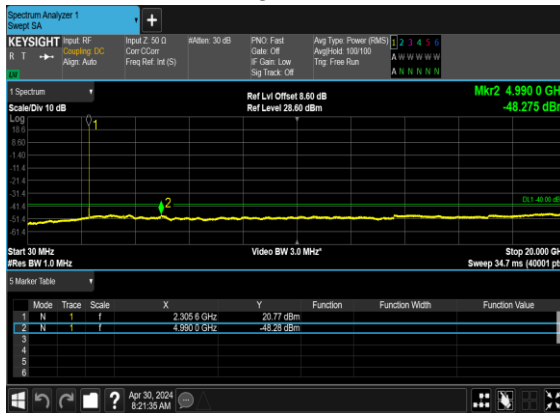 Spectrum Analyzer 1
Swept SA
KEYSIGHT Input: RF Input Z: 50 Ω #Atten: 30 dB PNO: Fast Avg Type: Power (RMS) 1 2 3 4 5 6
R T Coupling: DC Corr CCorr Gate: Off Avg|Hold: 100/100 A W W W W W
Align: Auto Freq Ref: Int (S) IF Gain: Low Trig: Free Run
Sig Track: Off A N N N N N
1 Spectrum Ref Lvl Offset 8.60 dB Mkr2 4.990 0 GH
Scale/Div 10 dB Ref Level 28.60 dBm -48.275 dB
Log
18.6
8.60
-1.40
-11.4
-21.4
-31.4
-41.4
-51.4
-61.4
1
2
DL1 -40.00 dB
Start 30 MHz Video BW 3.0 MHz* Stop 20.000 GH
#Res BW 1.0 MHz Sweep 34.7 ms (40001 pt
5 Marker Table
Mode Trace Scale X Y Function Function Width Function Value
1 N 1 f 2.305 6 GHz 20.77 dBm
2 N 1 f 4.990 0 GHz -48.28 dBm
3
4
5
6
? Apr 30, 2024
8:21:35 AM